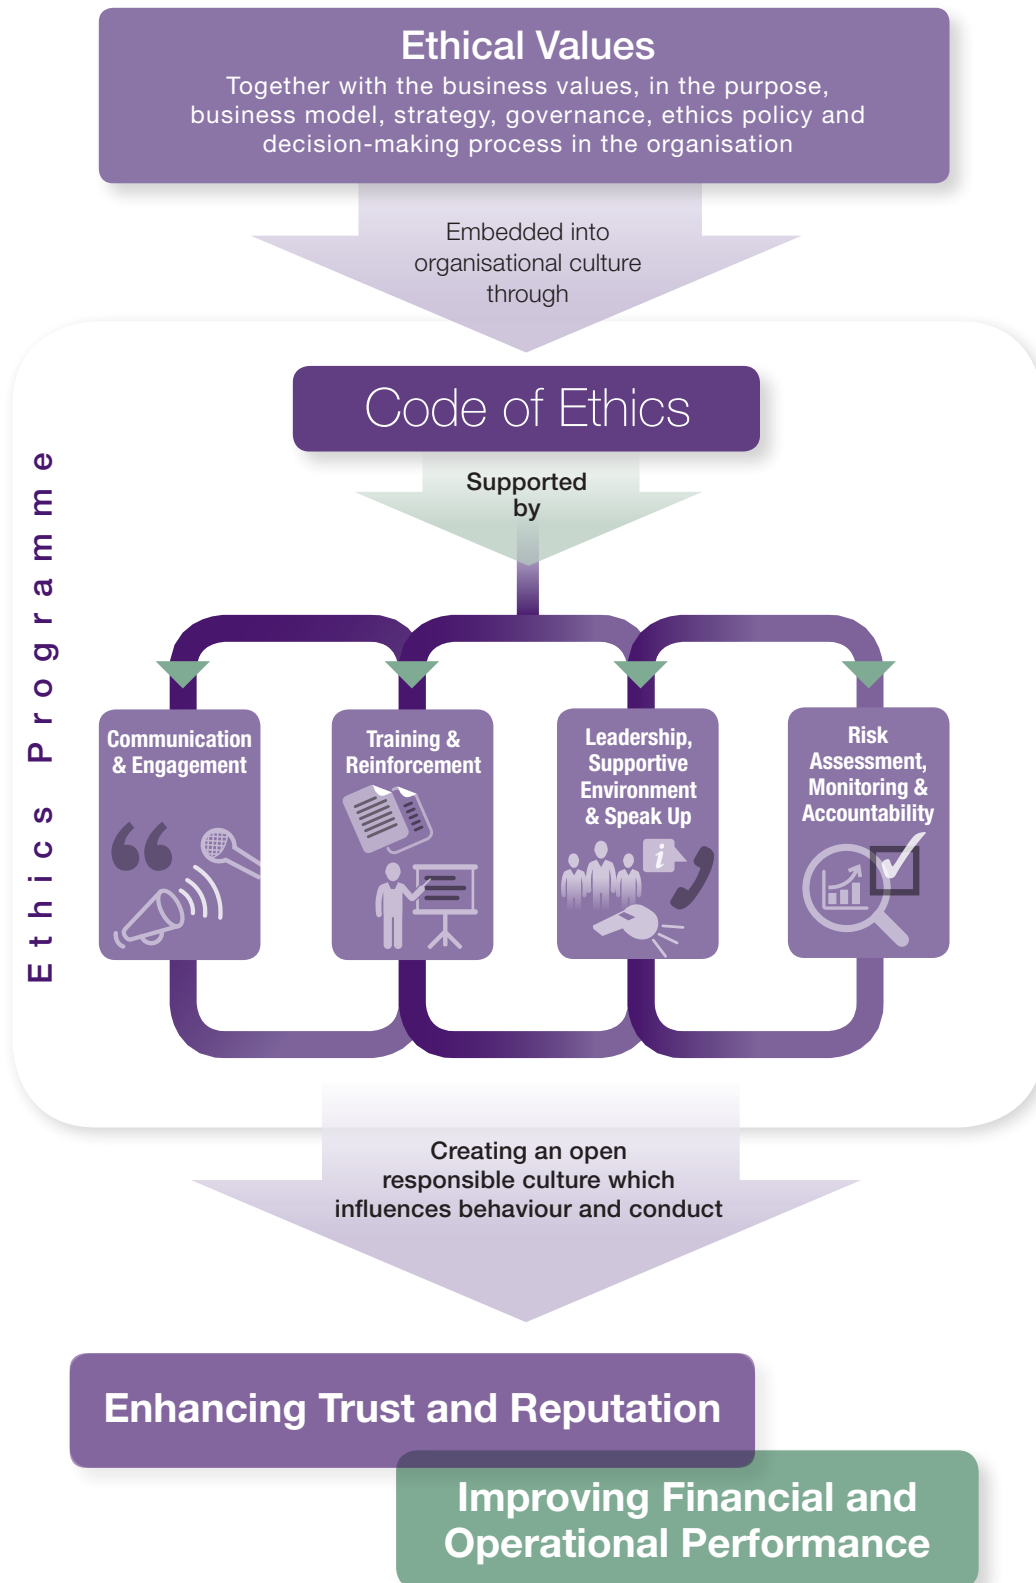 Ethical Values
Together with the business values, in the purpose,
business model, strategy, governance, ethics policy and
decision-making process in the organisation
Embedded into
organisational culture
through
Ethics Programme
Code of Ethics
Supported
by
Communication
& Engagement
Training &
Reinforcement
Leadership,
Supportive
Environment
& Speak Up
i
Risk
Assessment,
Monitoring &
Accountability
Creating an open
responsible culture which
influences behaviour and conduct
Enhancing Trust and Reputation
Improving Financial and
Operational Performance